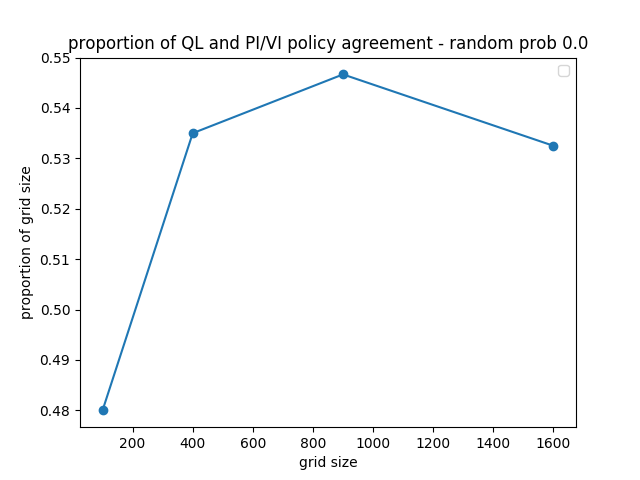 proportion of QL and PI/VI policy agreement - random prob 0.0
proportion of grid size
0.55
0.54
0.53
0.52
0.51
0.50
0.49
0.48
200 400 600 800 1000 1200 1400 1600
grid size